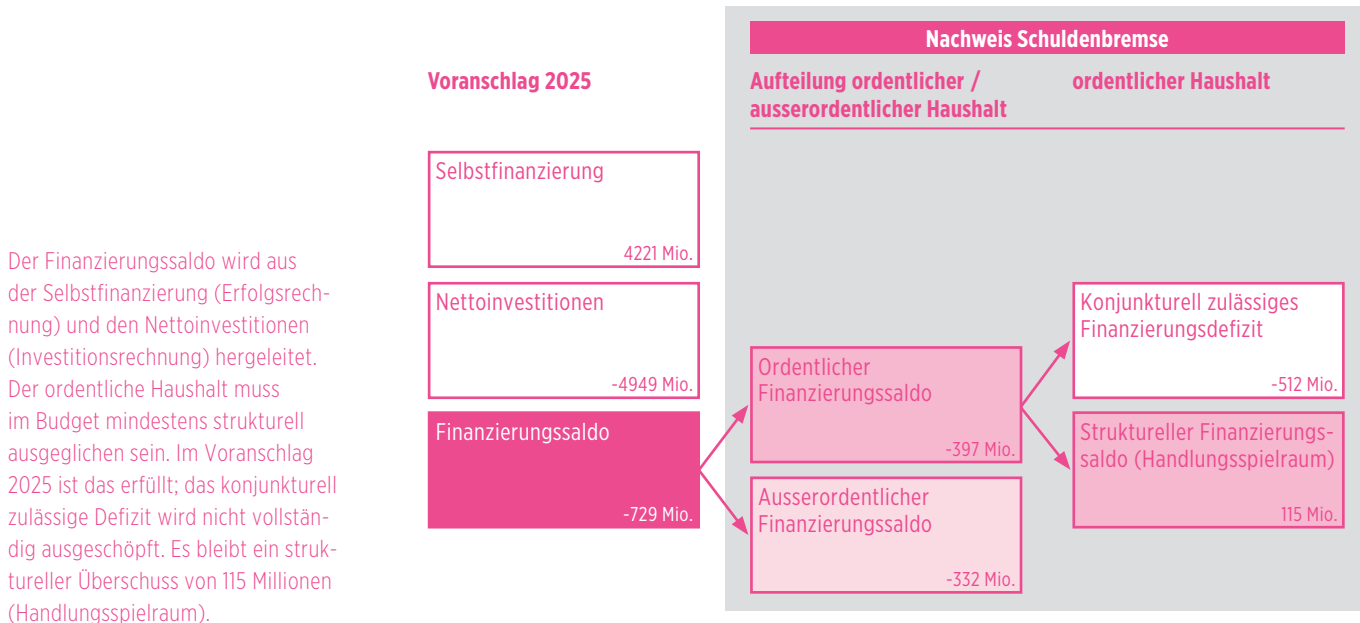 Der Finanzierungssaldo wird aus
der Selbstfinanzierung (Erfolgsrech-
nung) und den Nettoinvestitionen
(Investitionsrechnung) hergeleitet.
Der ordentliche Haushalt muss
im Budget mindestens strukturell
ausgeglichen sein. Im Voranschlag
2025 ist das erfüllt; das konjunkturell
zulässige Defizit wird nicht vollstän-
dig ausgeschöpft. Es bleibt ein struk-
tureller Überschuss von 115 Millionen
(Handlungsspielraum).
Voranschlag 2025
Selbstfinanzierung
4221 Mio.
Nettoinvestitionen
-4949 Mio.
Finanzierungssaldo
-729 Mio.
Nachweis Schuldenbremse
Aufteilung ordentlicher /
ausserordentlicher Haushalt
Ordentlicher
Finanzierungssaldo
-397 Mio.
Ausserordentlicher
Finanzierungssaldo
-332 Mio.
ordentlicher Haushalt
Konjunkturell zulässiges
Finanzierungsdefizit
-512 Mio.
Struktureller Finanzierungs-
saldo (Handlungsspielraum)
115 Mio.